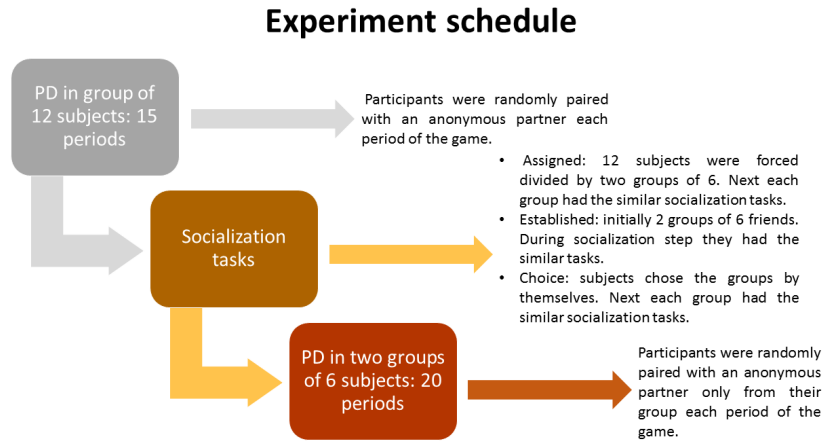 Experiment schedule
PD in group of
12 subjects: 15
periods
Participants were randomly paired
with an anonymous partner each
period of the game.
Socialization
tasks
• Assigned: 12 subjects were forced
divided by two groups of 6. Next each
group had the similar socialization tasks.
• Established: initially 2 groups of 6 friends.
During socialization step they had the
similar tasks.
• Choice: subjects chose the groups by
themselves. Next each group had the
similar socialization tasks.
PD in two groups
of 6 subjects: 20
periods
Participants were randomly
paired with an anonymous
partner only from their
group each period of the
game.